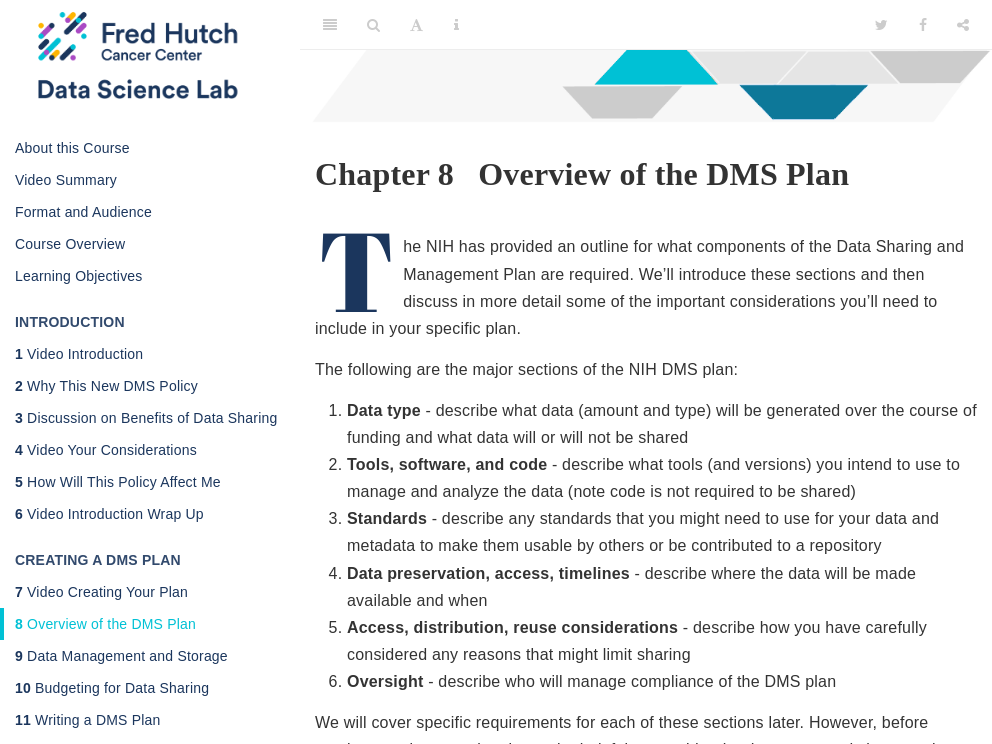 Fred Hutch
Cancer Center
Data Science Lab
About this Course
Video Summary
Format and Audience
Course Overview
Learning Objectives
INTRODUCTION
1 Video Introduction
2 Why This New DMS Policy
3 Discussion on Benefits of Data Sharing
4 Video Your Considerations
5 How Will This Policy Affect Me
6 Video Introduction Wrap Up
CREATING A DMS PLAN
7 Video Creating Your Plan
8 Overview of the DMS Plan
9 Data Management and Storage
10 Budgeting for Data Sharing
11 Writing a DMS Plan
Chapter 8 Overview of the DMS Plan
The NIH has provided an outline for what components of the Data Sharing and
Management Plan are required. We’ll introduce these sections and then
discuss in more detail some of the important considerations you’ll need to
include in your specific plan.
The following are the major sections of the NIH DMS plan:
1. Data type - describe what data (amount and type) will be generated over the course of
funding and what data will or will not be shared
2. Tools, software, and code - describe what tools (and versions) you intend to use to
manage and analyze the data (note code is not required to be shared)
3. Standards - describe any standards that you might need to use for your data and
metadata to make them usable by others or be contributed to a repository
4. Data preservation, access, timelines - describe where the data will be made
available and when
5. Access, distribution, reuse considerations - describe how you have carefully
considered any reasons that might limit sharing
6. Oversight - describe who will manage compliance of the DMS plan
We will cover specific requirements for each of these sections later. However, before